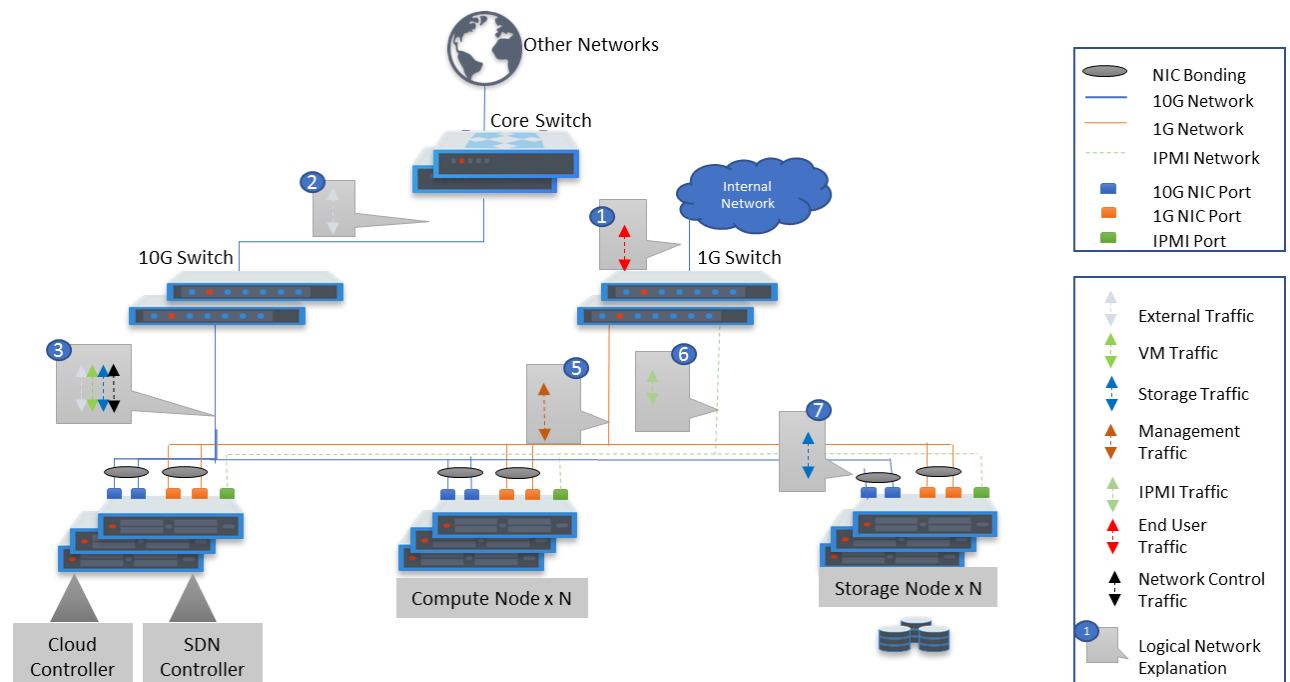 Other Networks
Core Switch
2
Internal
Network
1
10G Switch
1G Switch
3
5
6
7
Compute Node x N
Storage Node x N
Cloud
Controller
SDN
Controller
NIC Bonding
10G Network
1G Network
IPMI Network
10G NIC Port
1G NIC Port
IPMI Port
External Traffic
VM Traffic
Storage Traffic
Management
Traffic
IPMI Traffic
End User
Traffic
Network Control
Traffic
1
Logical Network
Explanation